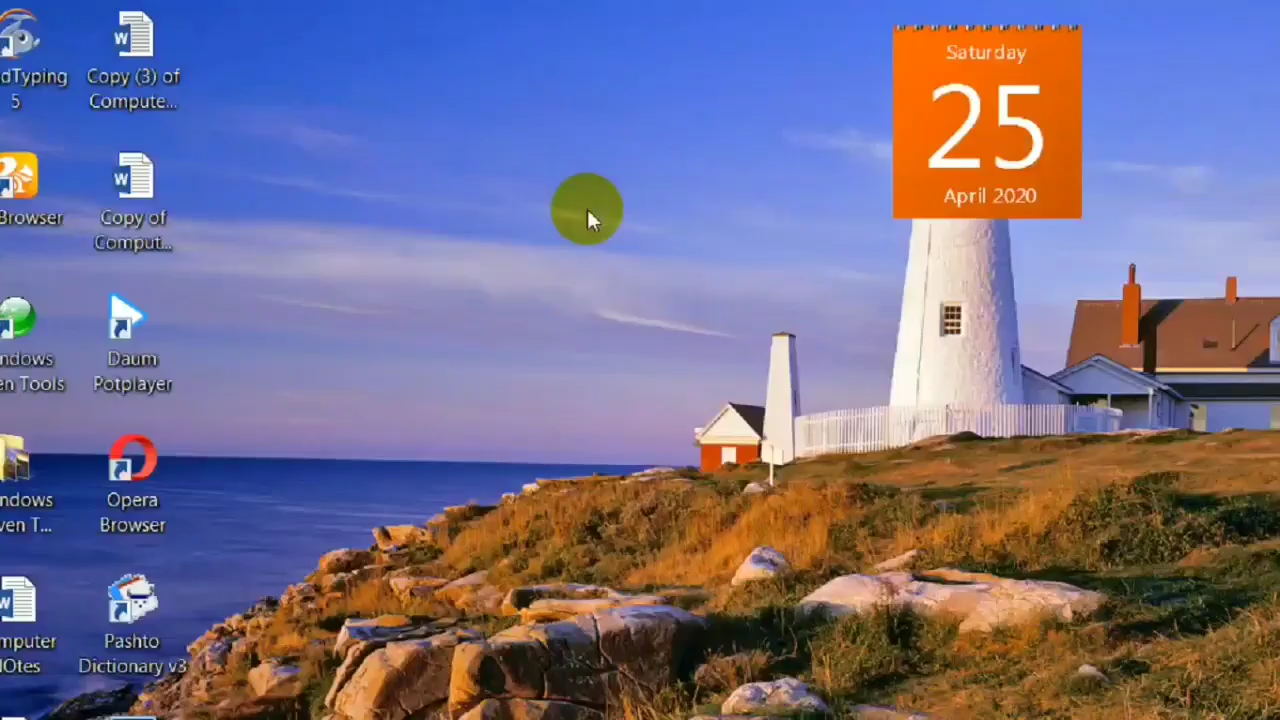 dTyping
5
Copy (3) of
Compute...
Browser
Copy of
Comput...
ndows
en Tools
Daum
Potplayer
ndows
ven T...
Opera
Browser
mputer
Otes
Pashto
Dictionary v3
Saturday
25
April 2020